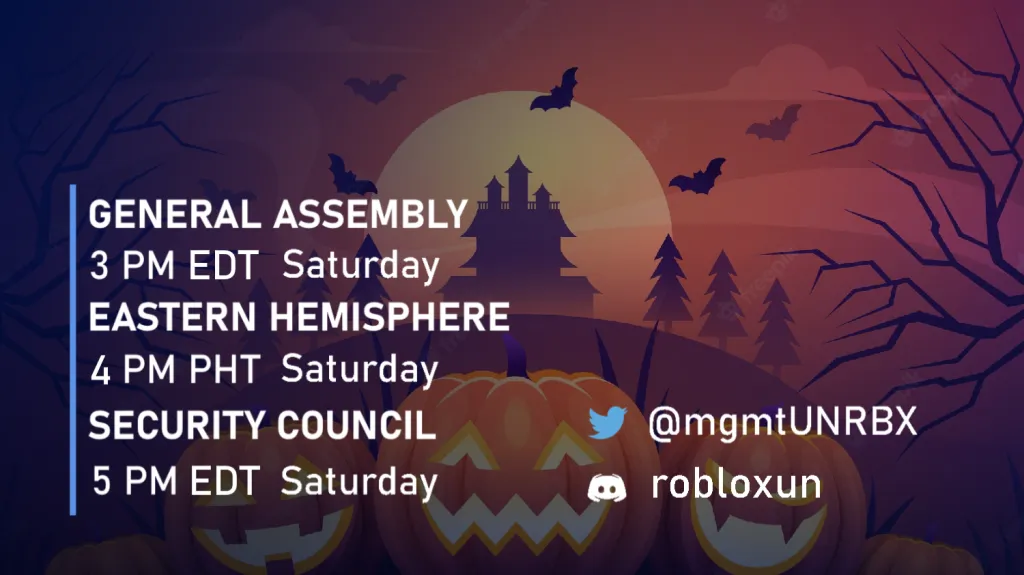 GENERAL ASSEMBLY
3 PM EDT Saturday
EASTERN HEMISPHERE
4 PM PHT Saturday
SECURITY COUNCIL
5 PM EDT Saturday
@mgmtUNRBX
robloxun